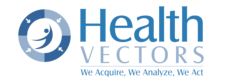 Health
VECTORS
We Acquire, We Analyze, We Act